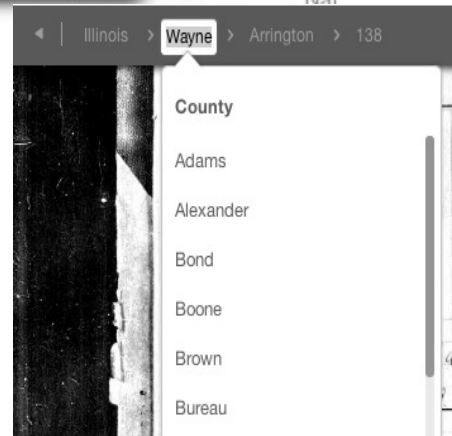 Illinois > Wayne > Arrington > 138
County
Adams
Alexander
Bond
Boone
Brown
Bureau